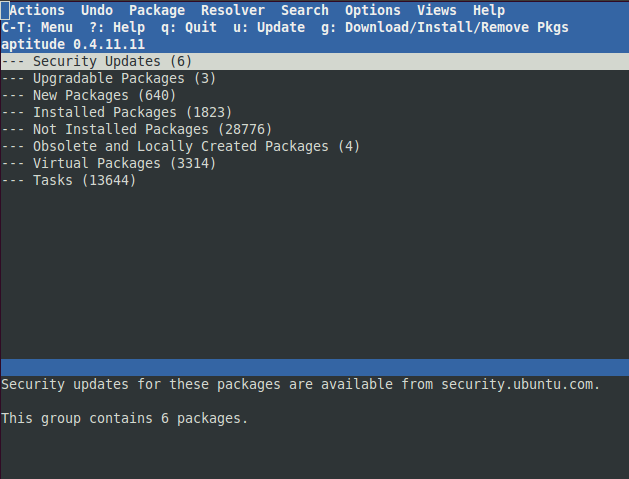 Actions  Undo  Package  Resolver  Search  Options  Views  Help
C-T: Menu  ?: Help  q: Quit  u: Update  g: Download/Install/Remove Pkgs
aptitude 0.4.11.11
--- Security Updates (6)
--- Upgradable Packages (3)
--- New Packages (640)
--- Installed Packages (1823)
--- Not Installed Packages (28776)
--- Obsolete and Locally Created Packages (4)
--- Virtual Packages (3314)
--- Tasks (13644)
Security updates for these packages are available from security.ubuntu.com.
This group contains 6 packages.